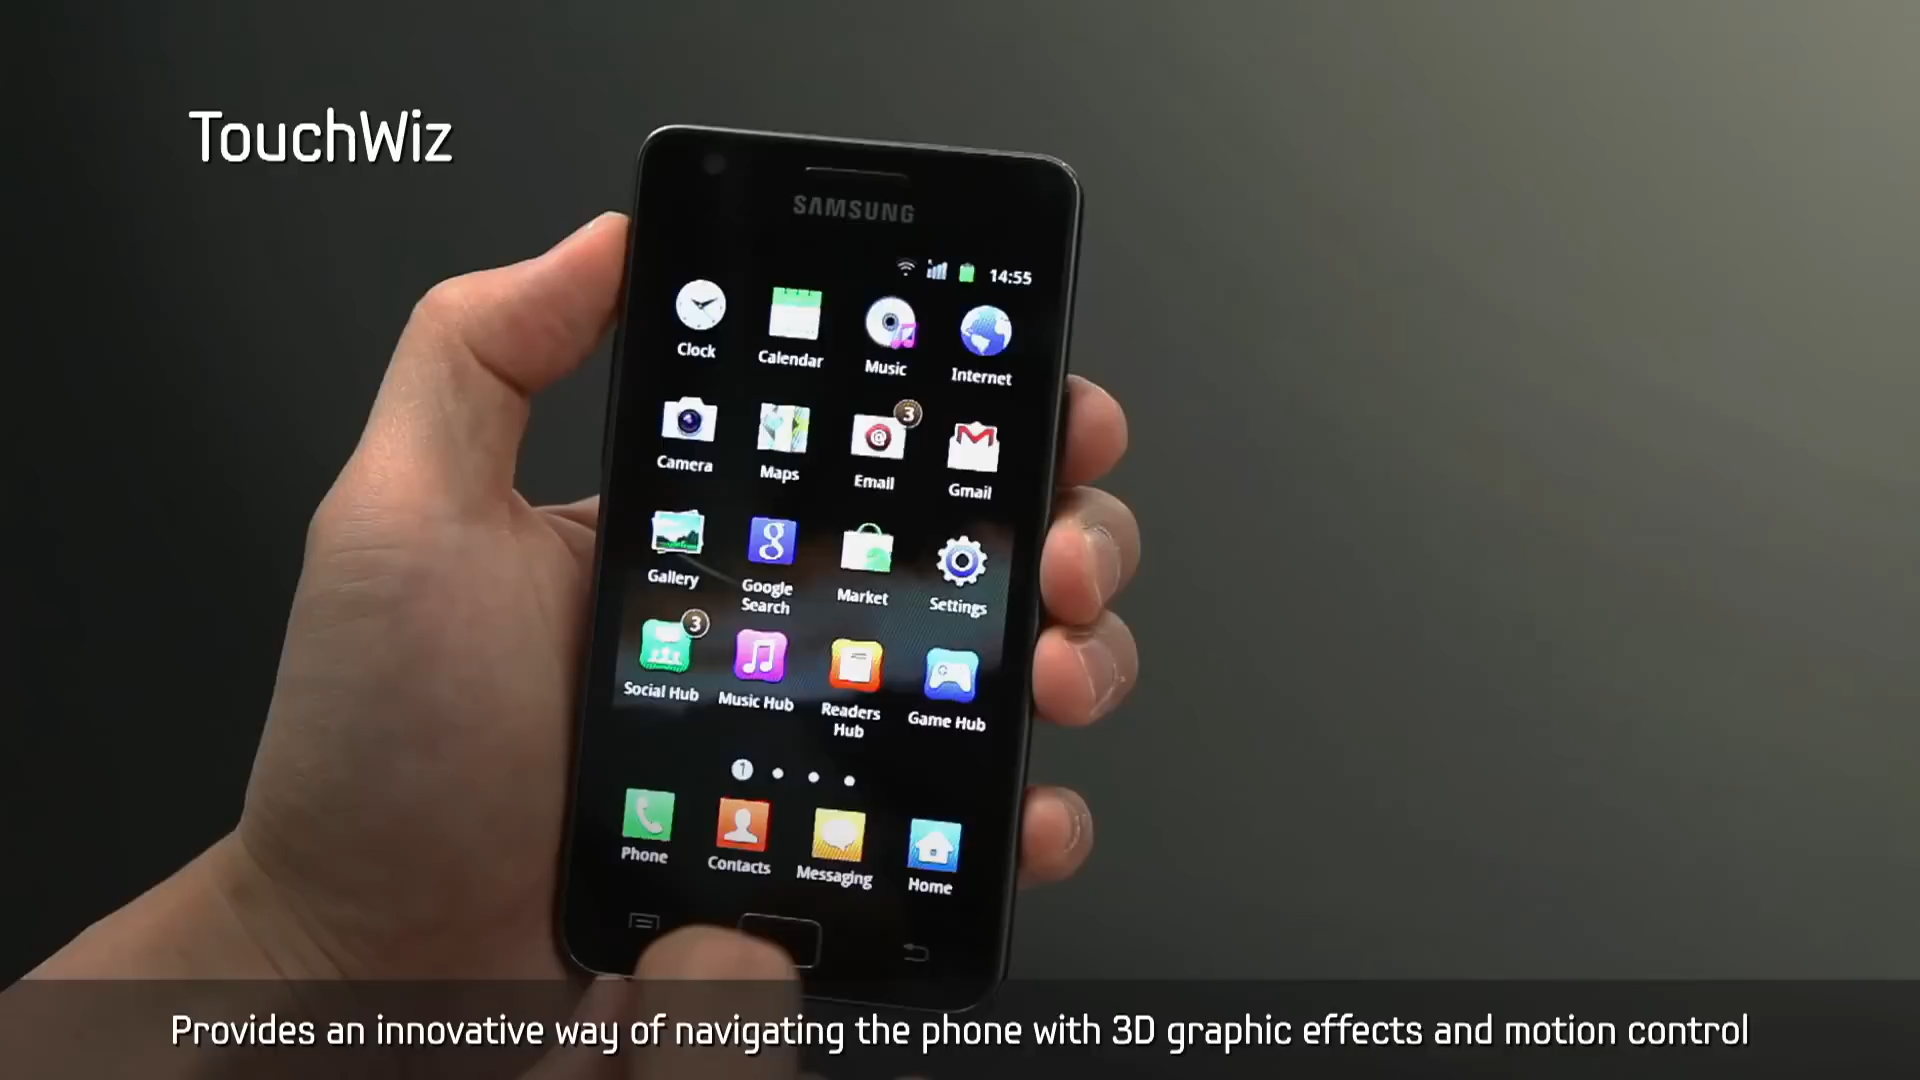 TouchWiz
SAMSUNG
14:55
Clock
Calendar
Music
Internet
3
Camera
Maps
Email
Gmail
Gallery
Google
Search
Market
Settings
3
Social Hub
Music Hub
Readers
Hub
Game Hub
1
Phone
Contacts
Messaging
Home
Provides an innovative way of navigating the phone with 3D graphic effects and motion control